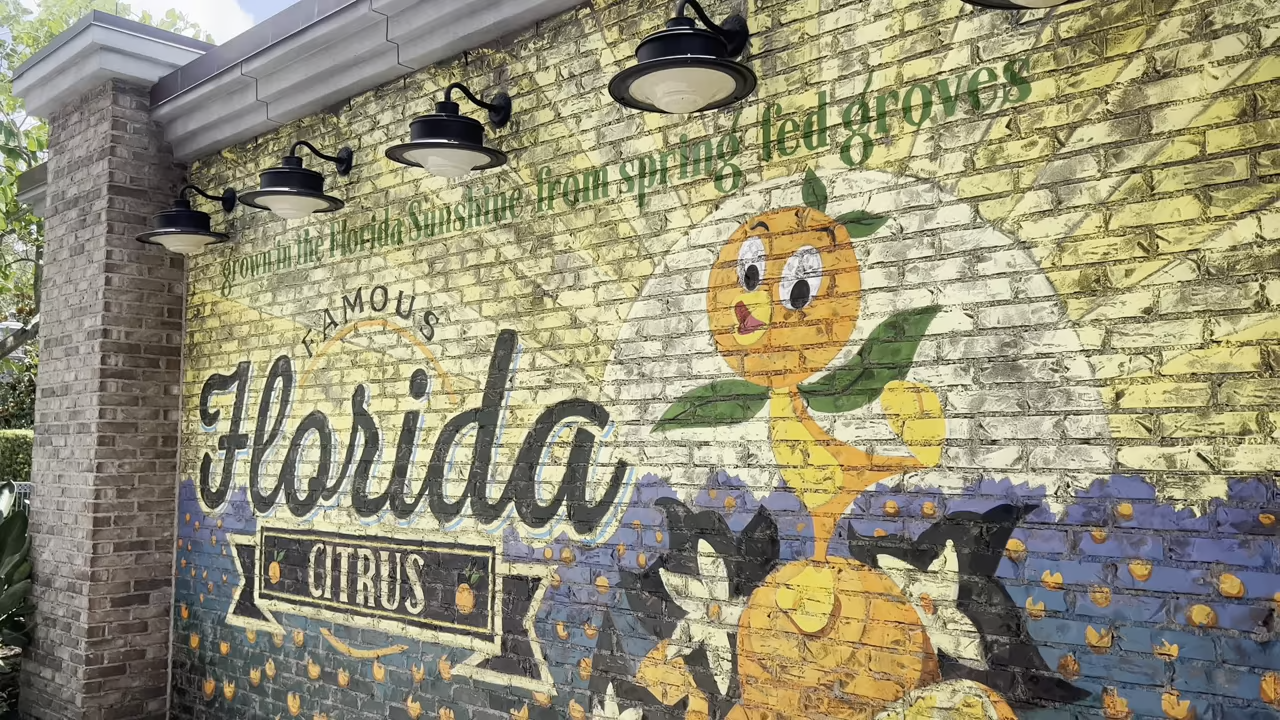 grown in the Florida Sunshine from spring fed groves
FAMOUS
Florida
CITRUS